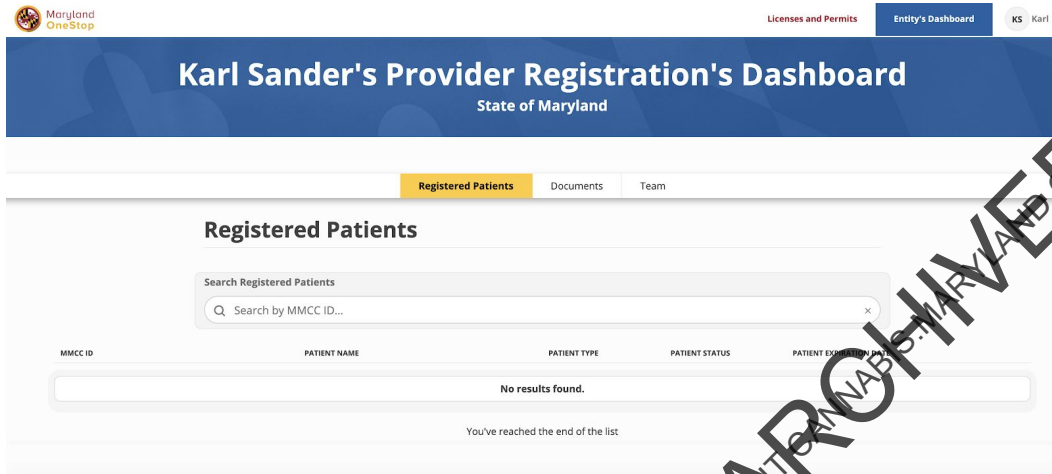 Maryland
OneStop
Licenses and Permits
Entity's Dashboard
KS Karl
Karl Sander's Provider Registration's Dashboard
State of Maryland
Registered Patients
Documents
Team
Registered Patients
Search Registered Patients
Search by MMCC ID...
MMCC ID PATIENT NAME PATIENT TYPE PATIENT STATUS PATIENT EXPIRATION DATE
No results found.
You've reached the end of the list